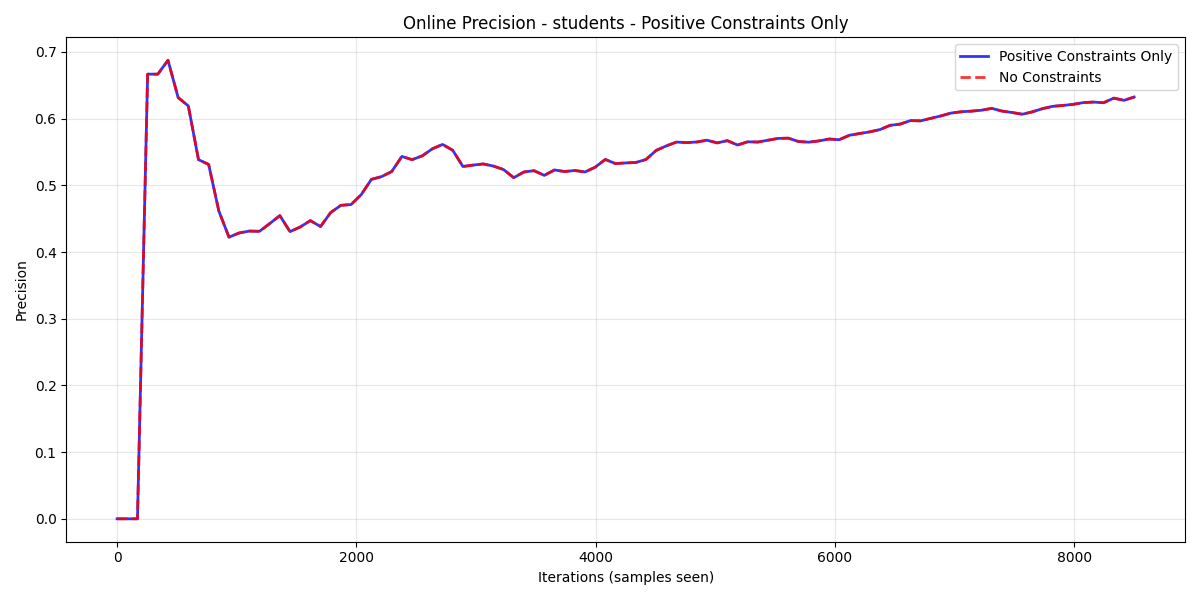 Online Precision - students - Positive Constraints Only
Positive Constraints Only
No Constraints
Precision
0.7
0.6
0.5
0.4
0.3
0.2
0.1
0.0
0 2000 4000 6000 8000
Iterations (samples seen)